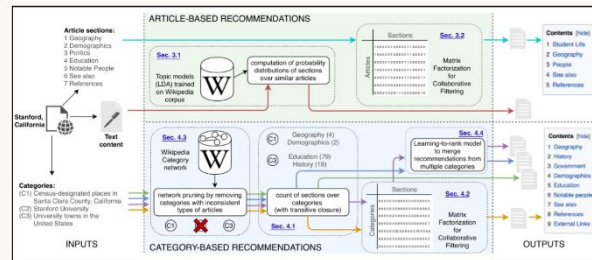 ARTICLE-BASED RECOMMENDATIONS
Article sections:
1 Geography
2 Demographics
3 Politics
4 Education
5 Notable People
6 See also
7 References
Stanford,
California
Text
content
Categories:
(C1) Census-designated places in
Santa Clara County, California
(C2) Stanford University
(C3) University towns in the
United States
INPUTS
Sec. 3.1
Topic models
(LDA) trained
on Wikipedia
corpus
W
computation of probability
distributions of sections
over similar articles
Sec. 3.2
Sections
Articles
Matrix
Factorization
for
Collaborative
Filtering
Contents [hide]
1 Student Life
2 Geography
3 People
4 See also
5 References
Sec. 4.3
Wikipedia
Category
network
W
network pruning by removing
categories with inconsistent
types of articles
C1
C3
C1
Geography (4)
Demographics (2)
C3
Education (79)
History (19)
count of sections over
categories
(with transitive closure)
Sec. 4.1
Sec. 4.4
Learning-to-rank model
to merge
recommendations from
multiple categories
Sec. 4.2
Sections
Categories
Matrix
Factorization
for
Collaborative
Filtering
Contents [hide]
1 Geography
2 History
3 Government
4 Demographics
5 Education
6 Notable people
7 See also
8 References
9 External Links
CATEGORY-BASED RECOMMENDATIONS
OUTPUTS